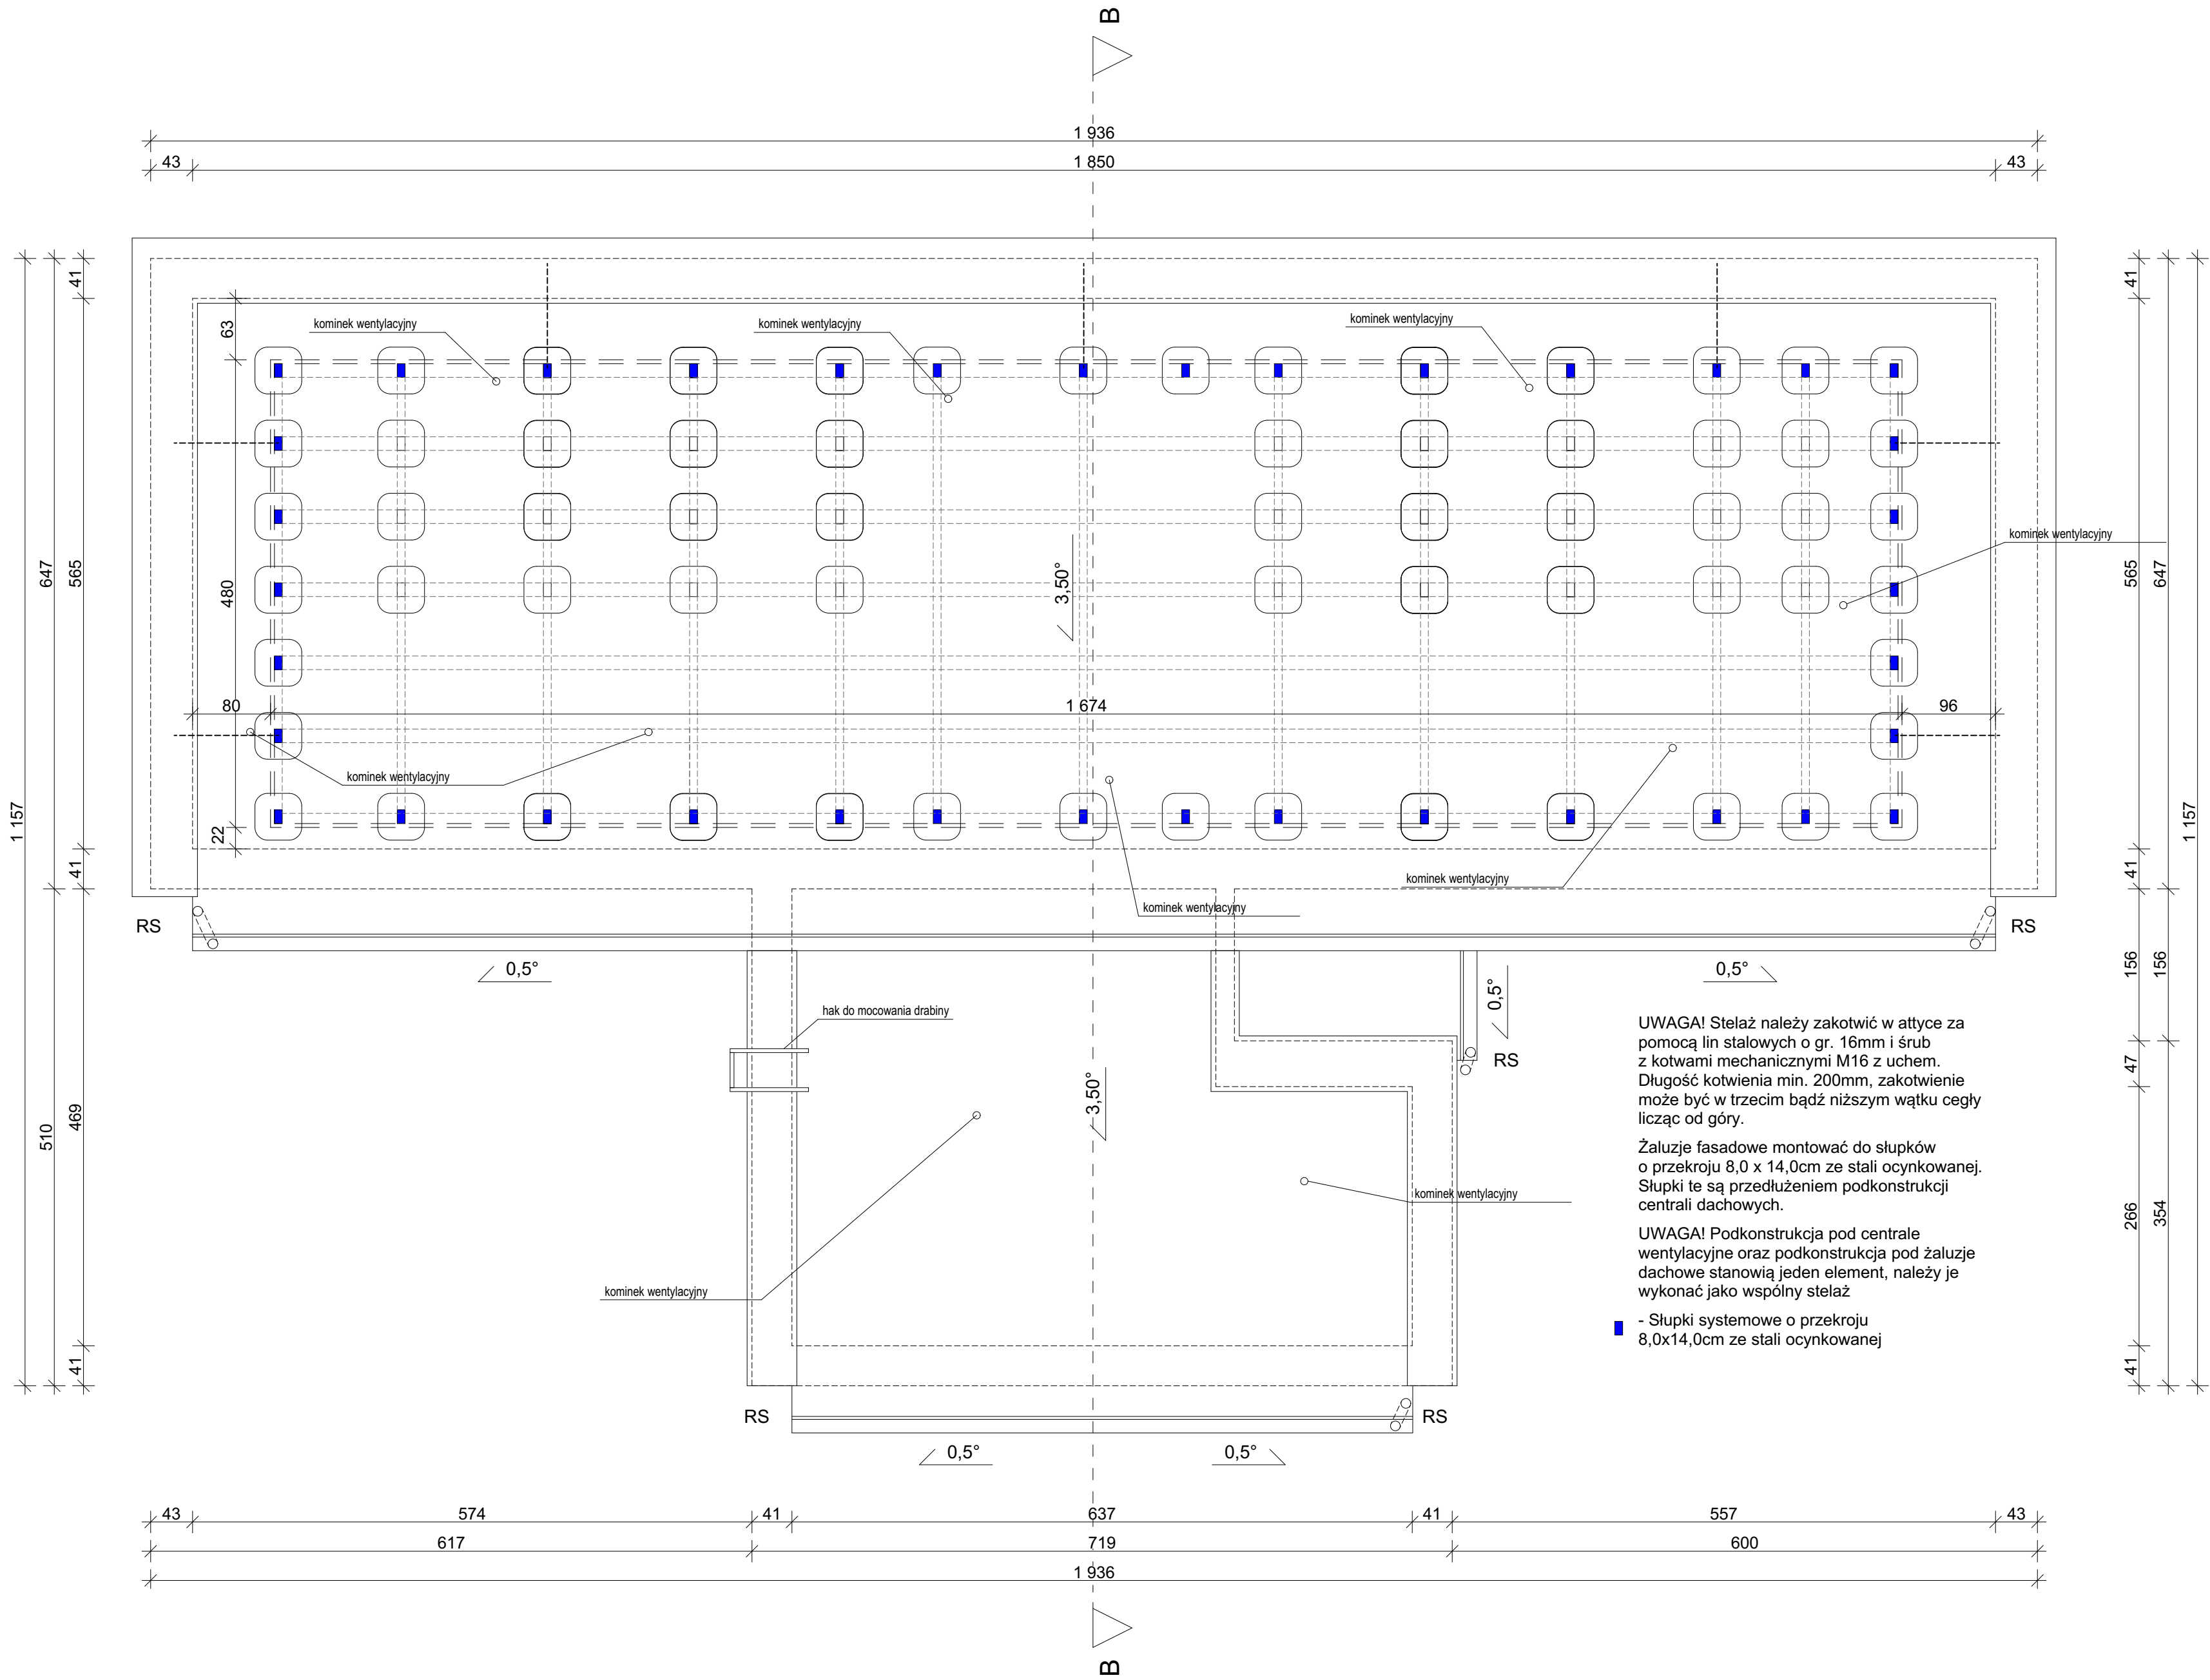 B
1 936
43
1 850
43
41
63
kominek wentylacyjny
kominek wentylacyjny
kominek wentylacyjny
41
kominek wentylacyjny
647
565
480
3,50°
565
647
80
1 674
96
kominek wentylacyjny
1 157
22
41
kominek wentylacyjny
kominek wentylacyjny
41
1 157
RS
RS
0,5°
0,5°
0,5°
156
156
hak do mocowania drabiny
RS
47
3,50°
510
469
kominek wentylacyjny
kominek wentylacyjny
266
354
UWAGA! Stelaż należy zakotwić w attyce za
pomocą lin stalowych o gr. 16mm i śrub
z kotwami mechanicznymi M16 z uchem.
Długość kotwienia min. 200mm, zakotwienie
może być w trzecim bądź niższym wątku cegły
licząc od góry.
Żaluzje fasadowe montować do słupków
o przekroju 8,0 x 14,0cm ze stali ocynkowanej.
Słupki te są przedłużeniem podkonstrukcji
centrali dachowych.
UWAGA! Podkonstrukcja pod centrale
wentylacyjne oraz podkonstrukcja pod żaluzje
dachowe stanowią jeden element, należy je
wykonać jako wspólny stelaż
- Słupki systemowe o przekroju
8,0x14,0cm ze stali ocynkowanej
41
41
RS
RS
0,5°
0,5°
43
574
41
637
41
557
43
617
719
600
1 936
B